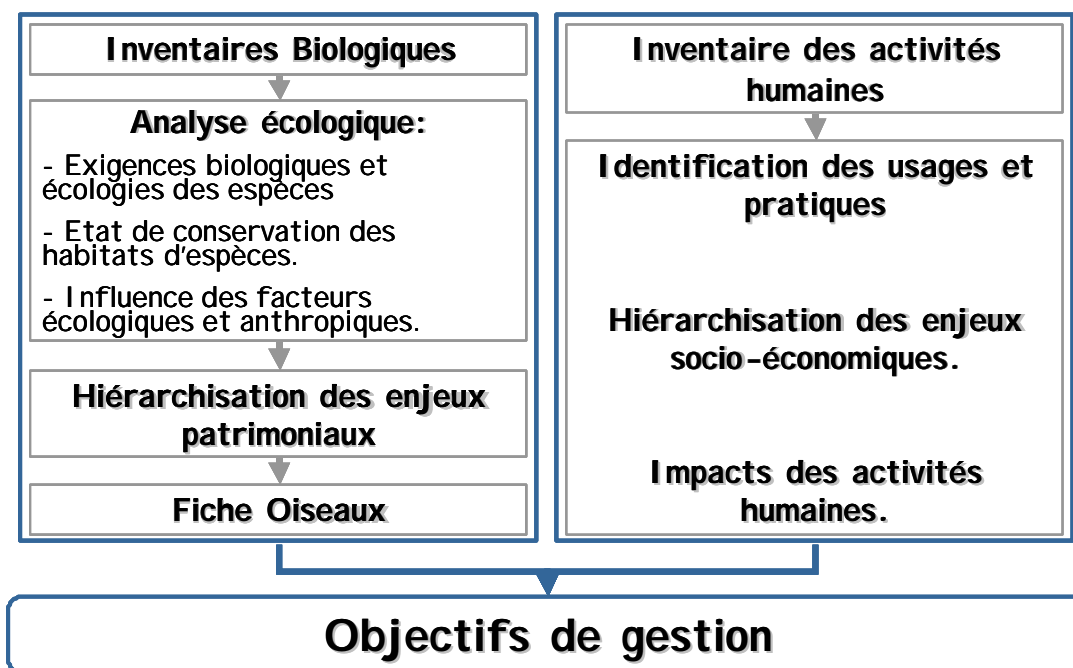 Inventaires Biologiques
Analyse écologique:
- Exigences biologiques et
écologies des espèces
- Etat de conservation des
habitats d'espèces.
- Influence des facteurs
écologiques et anthropiques.
Hiérarchisation des enjeux
patrimoniaux
Fiche Oiseaux
Inventaire des activités
humaines
Identification des usages et
pratiques
Hiérarchisation des enjeux
socio-économiques.
Impacts des activités
humaines.
Objectifs de gestion